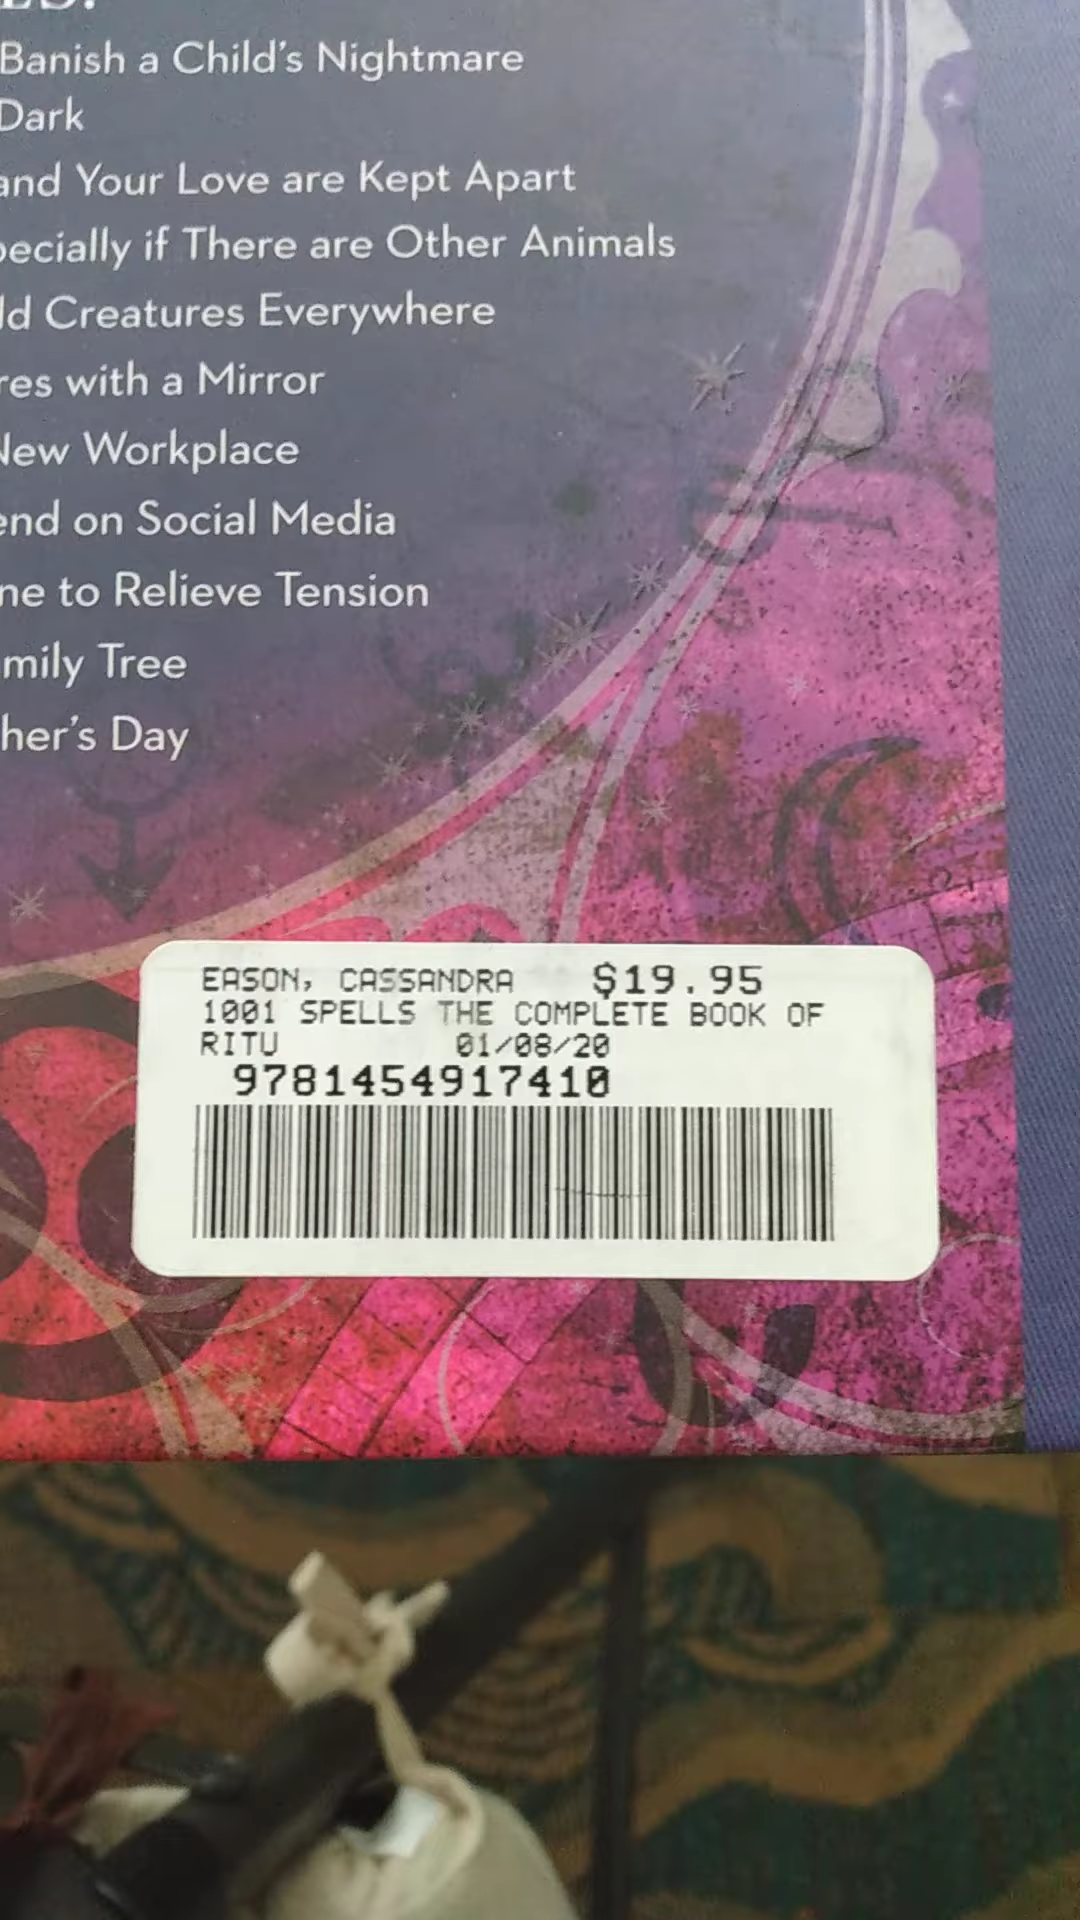 Banish a Child's Nightmare
Dark
and Your Love are Kept Apart
pecially if There are Other Animals
ld Creatures Everywhere
res with a Mirror
New Workplace
end on Social Media
ne to Relieve Tension
mily Tree
her's Day
EASON, CASSANDRA $19.95
1001 SPELLS THE COMPLETE BOOK OF
RITU 01/08/20
9781454917410